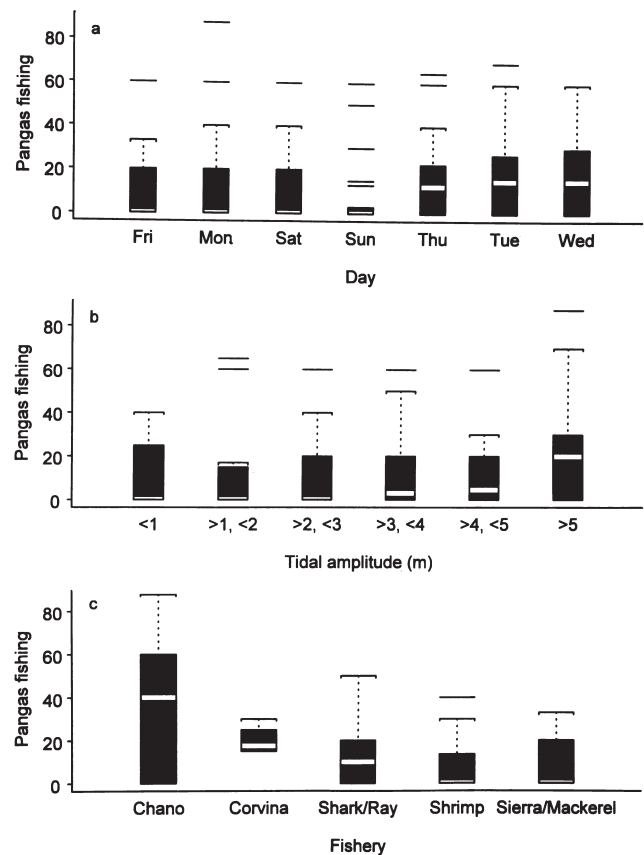 a
Pangas fishing
80
60
40
20
0
Fri Mon Sat Sun Thu Tue Wed
Day
b
Pangas fishing
80
60
40
20
0
<1 >1, <2 >2, <3 >3, <4 >4, <5 >5
Tidal amplitude (m)
c
Pangas fishing
80
60
40
20
0
Chano Corvina Shark/Ray Shrimp Sierra/Mackerel
Fishery